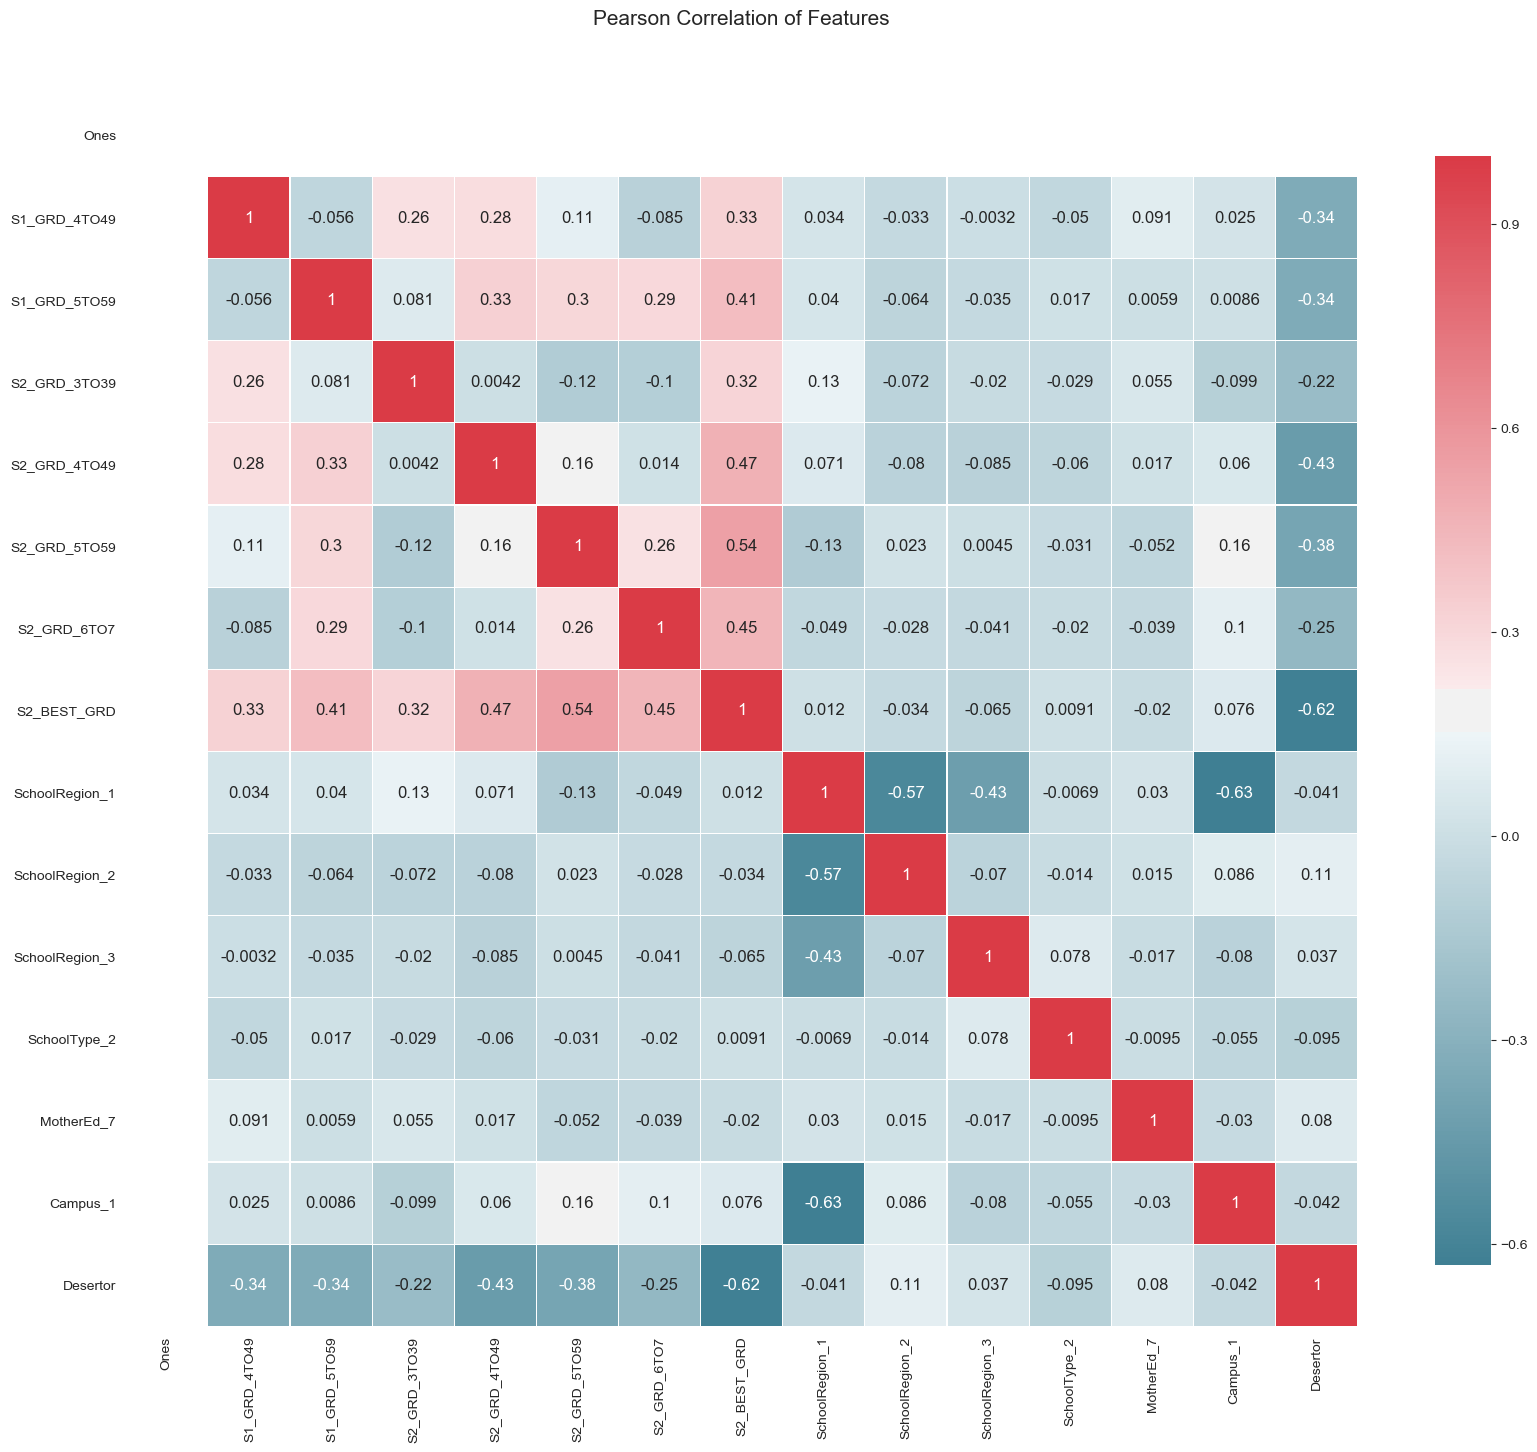 Pearson Correlation of Features
Ones
S1_GRD_4TO49 1 -0.056 0.26 0.28 0.11 -0.085 0.33 0.034 -0.033 -0.0032 -0.05 0.091 0.025 -0.34
S1_GRD_5TO59 -0.056 1 0.081 0.33 0.3 0.29 0.41 0.04 -0.064 -0.035 0.017 0.0059 0.0086 -0.34
S2_GRD_3TO39 0.26 0.081 1 0.0042 -0.12 -0.1 0.32 0.13 -0.072 -0.02 -0.029 0.055 -0.099 -0.22
S2_GRD_4TO49 0.28 0.33 0.0042 1 0.16 0.014 0.47 0.071 -0.08 -0.085 -0.06 0.017 0.06 -0.43
S2_GRD_5TO59 0.11 0.3 -0.12 0.16 1 0.26 0.54 -0.13 0.023 0.0045 -0.031 -0.052 0.16 -0.38
S2_GRD_6TO7 -0.085 0.29 -0.1 0.014 0.26 1 0.45 -0.049 -0.028 -0.041 -0.02 -0.039 0.1 -0.25
S2_BEST_GRD 0.33 0.41 0.32 0.47 0.54 0.45 1 0.012 -0.034 -0.065 0.0091 -0.02 0.076 -0.62
SchoolRegion_1 0.034 0.04 0.13 0.071 -0.13 -0.049 0.012 1 -0.57 -0.43 -0.0069 0.03 -0.63 -0.041
SchoolRegion_2 -0.033 -0.064 -0.072 -0.08 0.023 -0.028 -0.034 -0.57 1 -0.07 -0.014 0.015 0.086 0.11
SchoolRegion_3 -0.0032 -0.035 -0.02 -0.085 0.0045 -0.041 -0.065 -0.43 -0.07 1 0.078 -0.017 -0.08 0.037
SchoolType_2 -0.05 0.017 -0.029 -0.06 -0.031 -0.02 0.0091 -0.0069 -0.014 0.078 1 -0.0095 -0.055 -0.095
MotherEd_7 0.091 0.0059 0.055 0.017 -0.052 -0.039 -0.02 0.03 0.015 -0.017 -0.0095 1 -0.03 0.08
Campus_1 0.025 0.0086 -0.099 0.06 0.16 0.1 0.076 -0.63 0.086 -0.08 -0.055 -0.03 1 -0.042
Desertor -0.34 -0.34 -0.22 -0.43 -0.38 -0.25 -0.62 -0.041 0.11 0.037 -0.095 0.08 -0.042 1
Ones
S1_GRD_4TO49
S1_GRD_5TO59
S2_GRD_3TO39
S2_GRD_4TO49
S2_GRD_5TO59
S2_GRD_6TO7
S2_BEST_GRD
SchoolRegion_1
SchoolRegion_2
SchoolRegion_3
SchoolType_2
MotherEd_7
Campus_1
Desertor
0.9
0.6
0.3
0.0
−0.3
−0.6